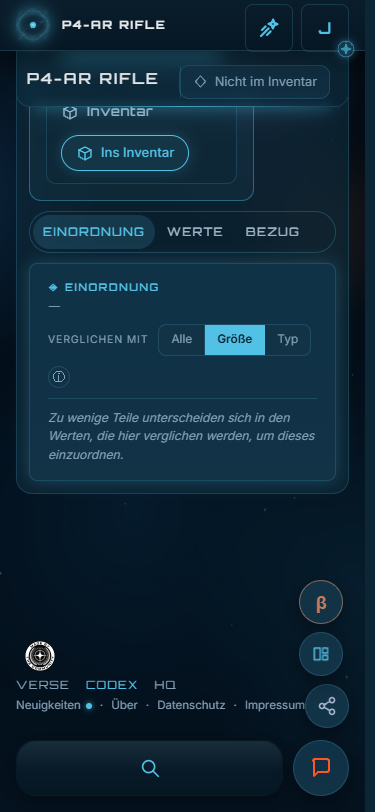 P4-AR RIFLE
P4-AR RIFLE
Nicht im Inventar
Inventar
Ins Inventar
EINORDNUNG WERTE BEZUG
EINORDNUNG
—
VERGLICHEN MIT Alle Größe Typ
Zu wenige Teile unterscheiden sich in den
Werten, die hier verglichen werden, um dieses
einzuordnen.
β
VERSE CODEX HQ
Neuigkeiten · Über · Datenschutz · Impressum